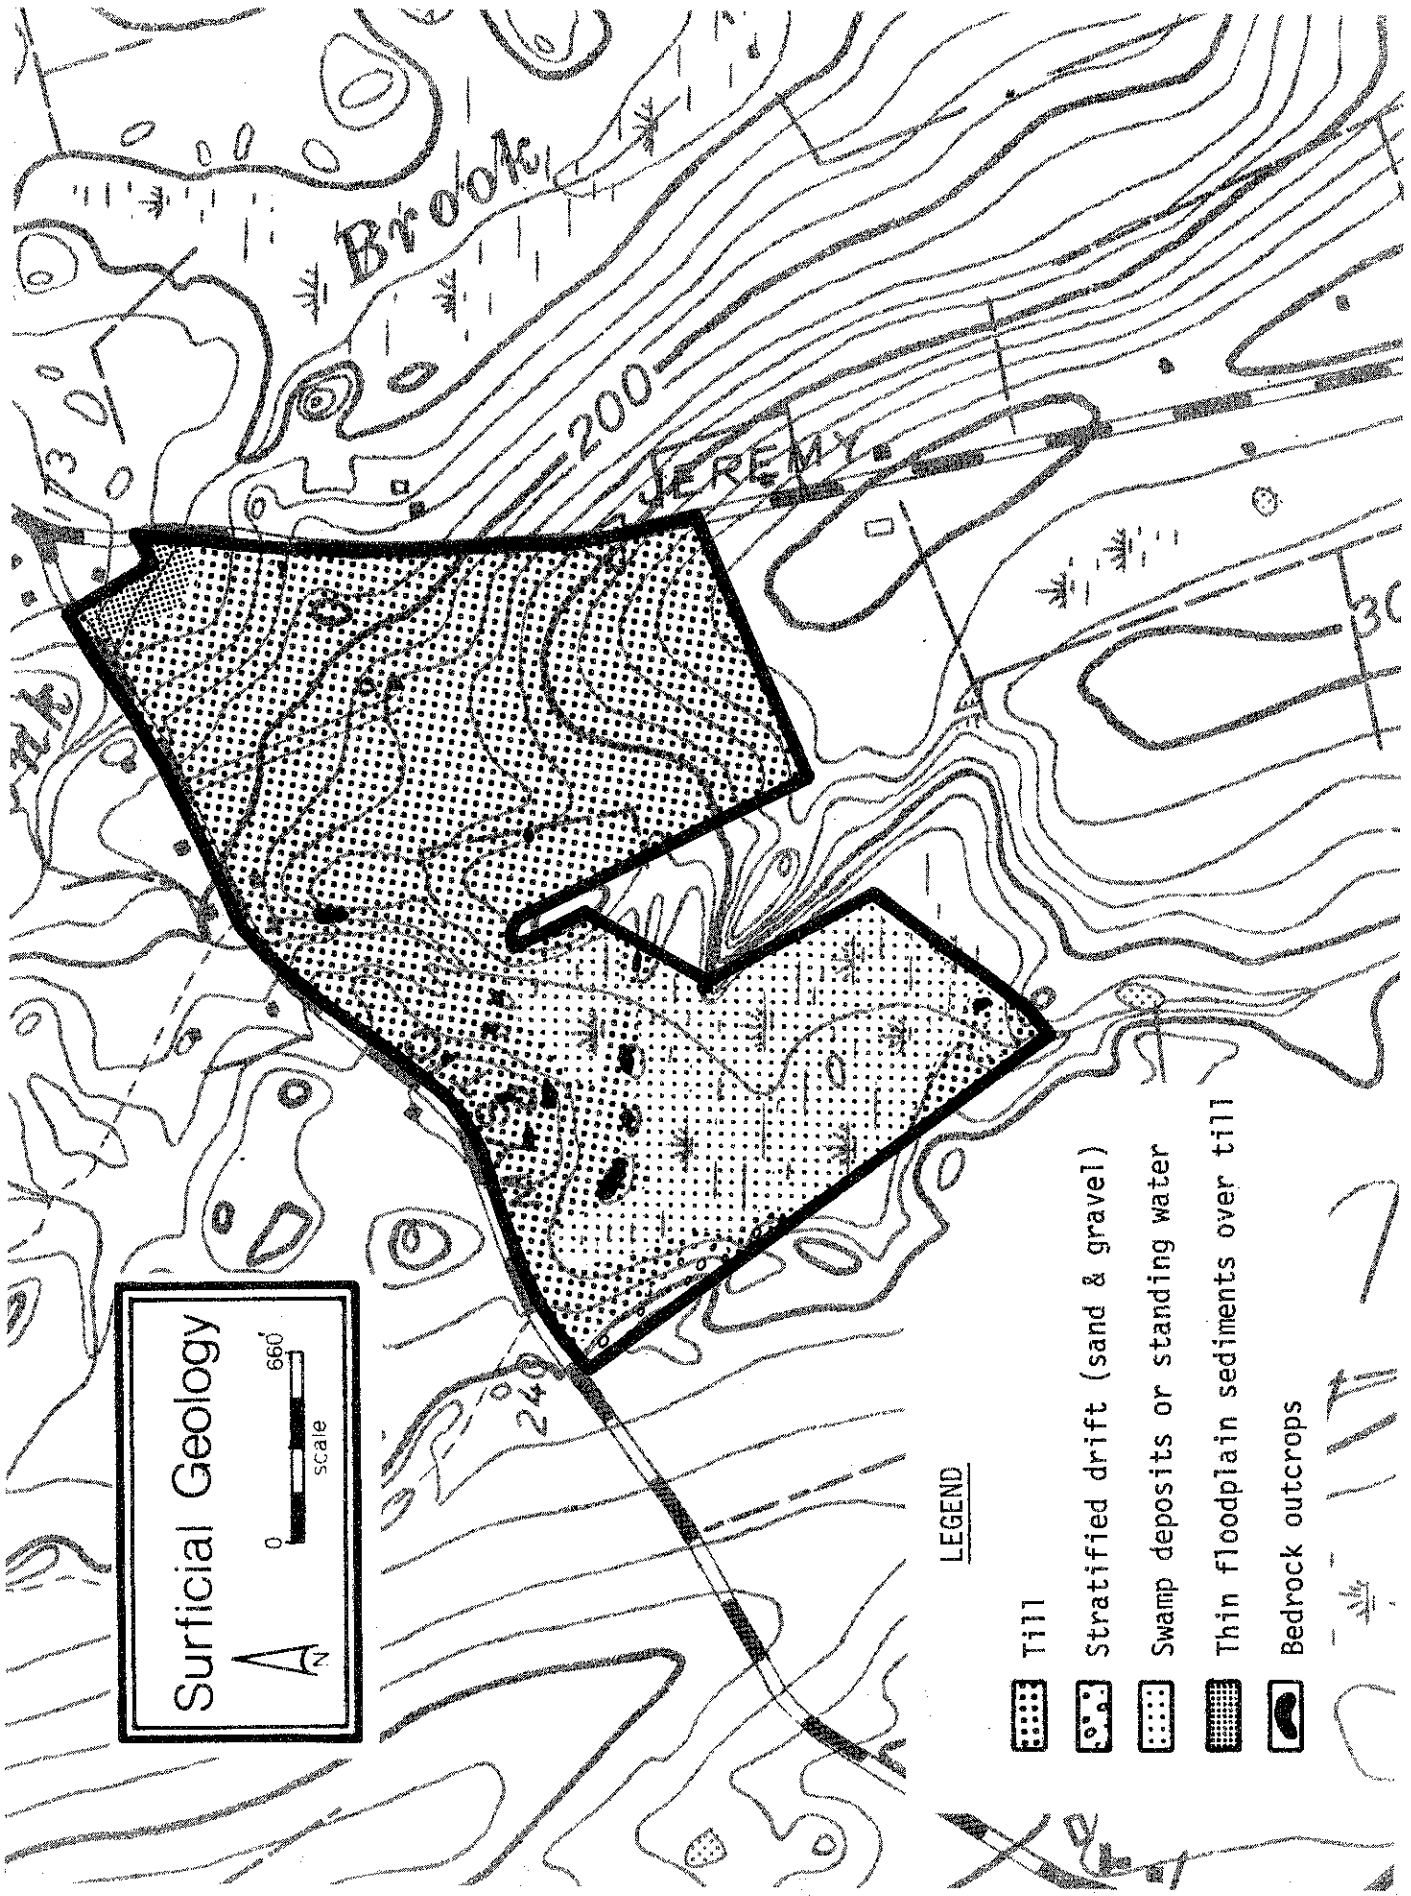 Surficial Geology
N
0
660'
scale
73
Brook
200
JEREMY
240
LEGEND
Till
Stratified drift (sand & gravel)
Swamp deposits or standing water
Thin floodplain sediments over till
Bedrock outcrops